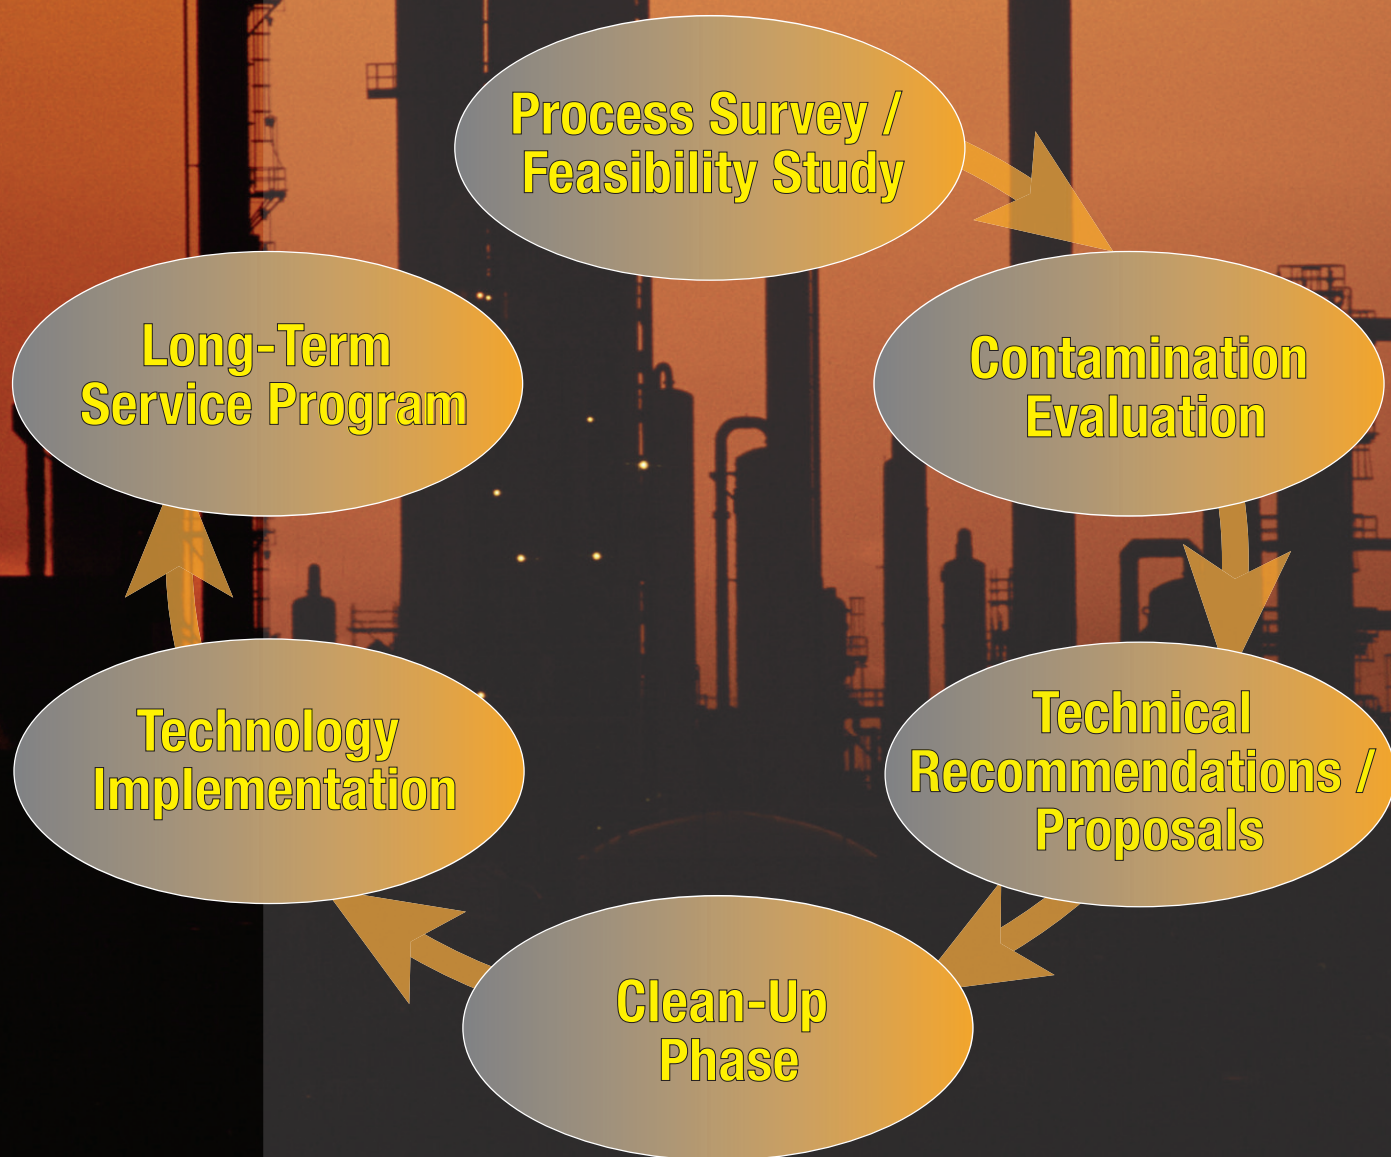 Process Survey /
Feasibility Study
Contamination
Evaluation
Technical
Recommendations /
Proposals
Clean-Up
Phase
Technology
Implementation
Long-Term
Service Program